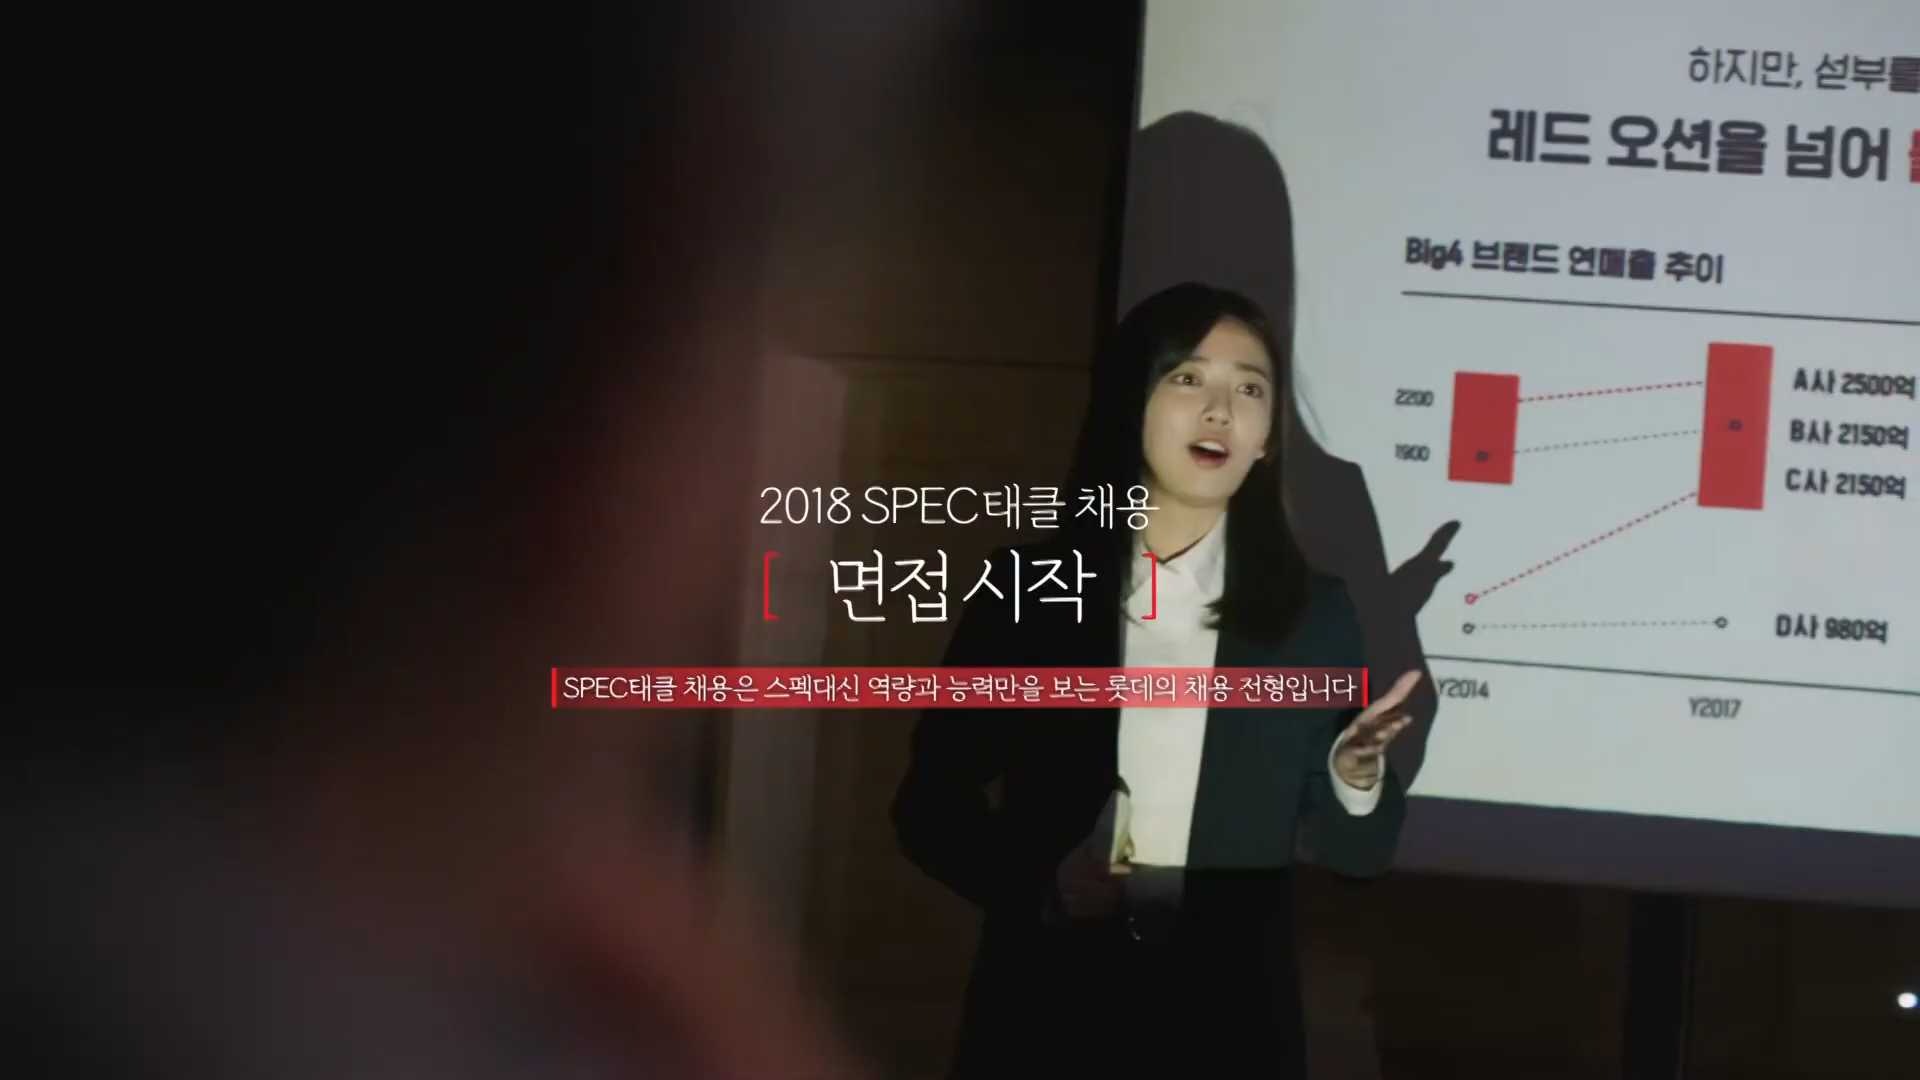 하지만, 섣부를
레드 오션을 넘어
Big4 브랜드 연매출 추이
2200
1900
A사 2500억
B사 2150억
C사 2150억
D사 980억
Y2014
Y2017
2018 SPEC태클 채용
[ 면접 시작 ]
SPEC태클 채용은 스펙대신 역량과 능력만을 보는 롯데의 채용 전형입니다